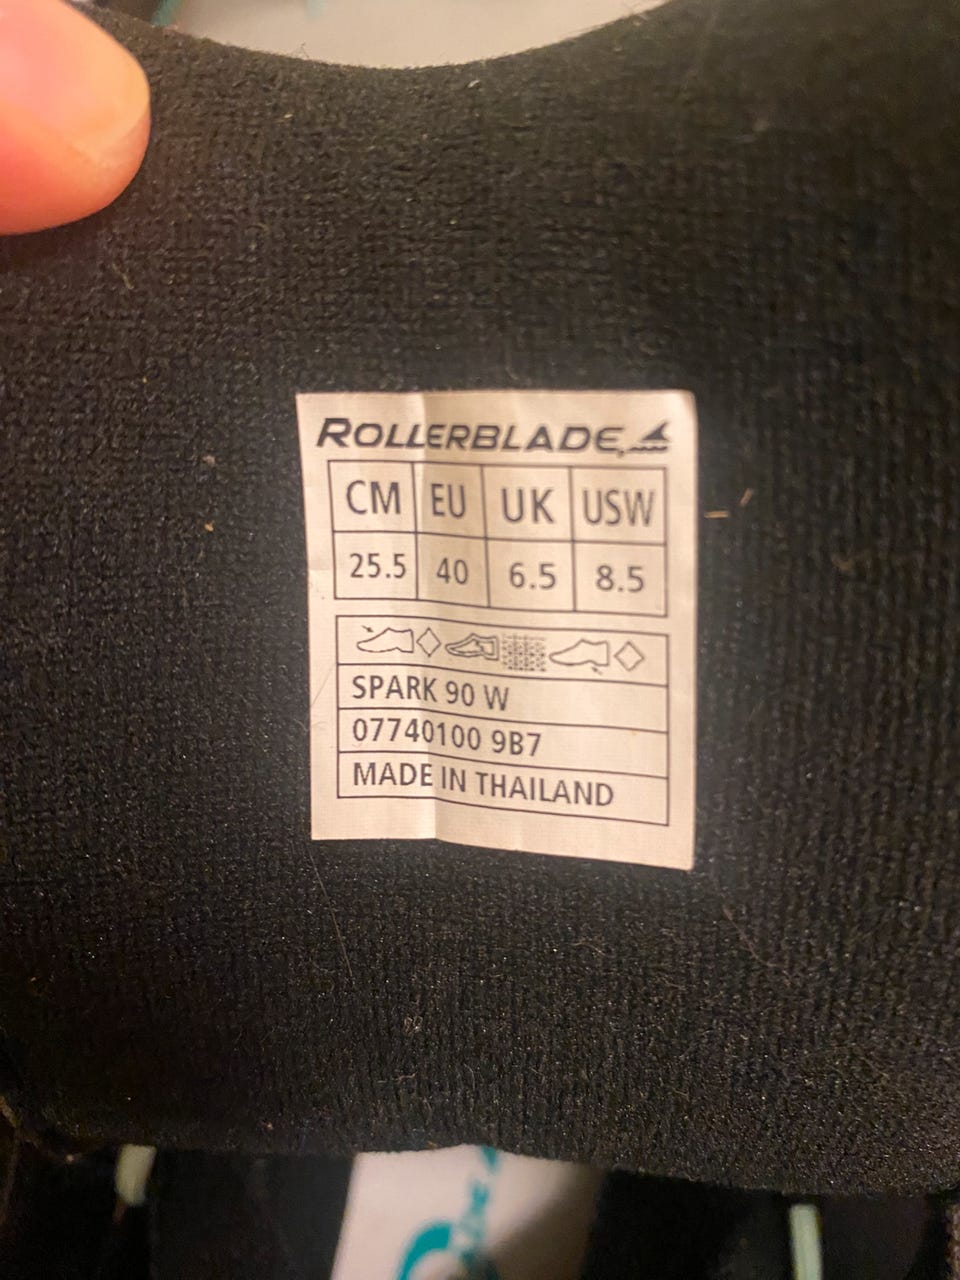 ROLLERBLADE
CM EU UK USW
25.5 40 6.5 8.5
SPARK 90 W
07740100 9B7
MADE IN THAILAND